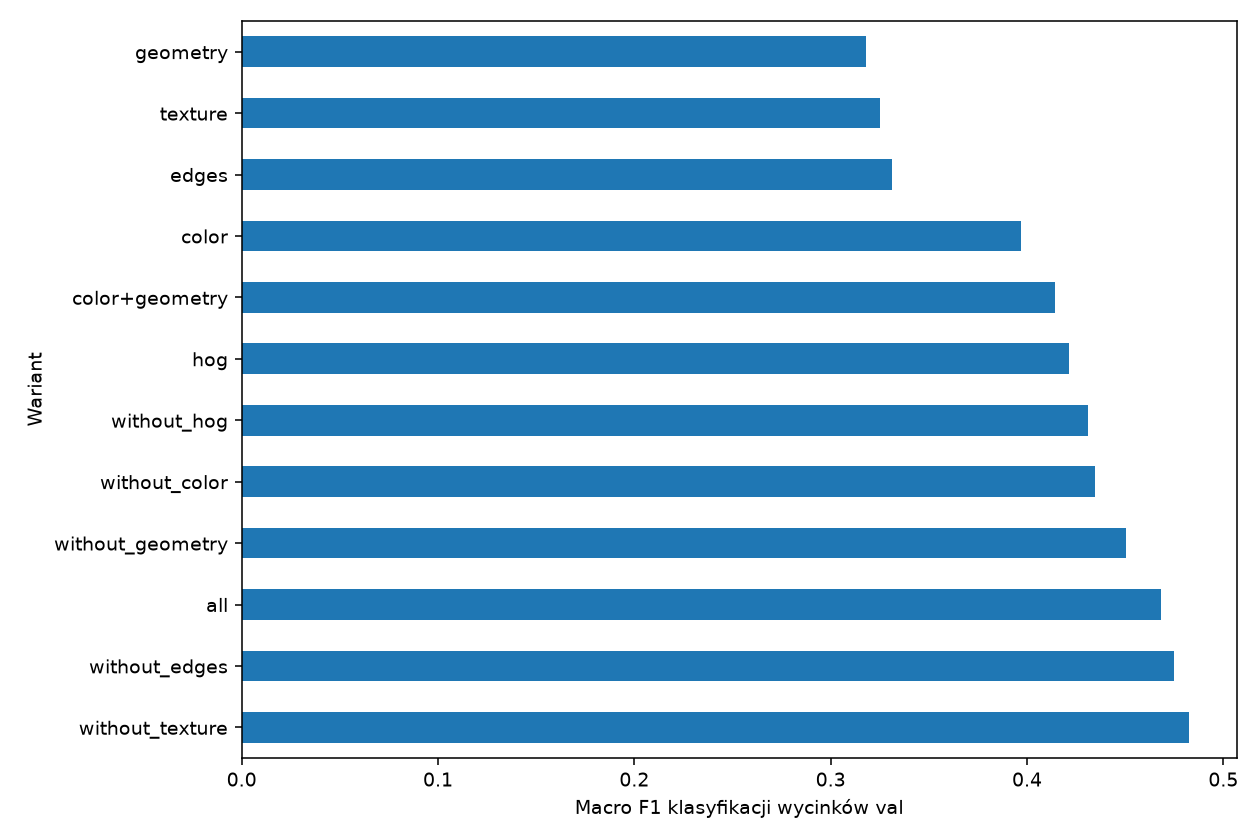 geometry
texture
edges
color
color+geometry
hog
without_hog
without_color
without_geometry
all
without_edges
without_texture
Wariant
0.0 0.1 0.2 0.3 0.4 0.5
Macro F1 klasyfikacji wycinków val